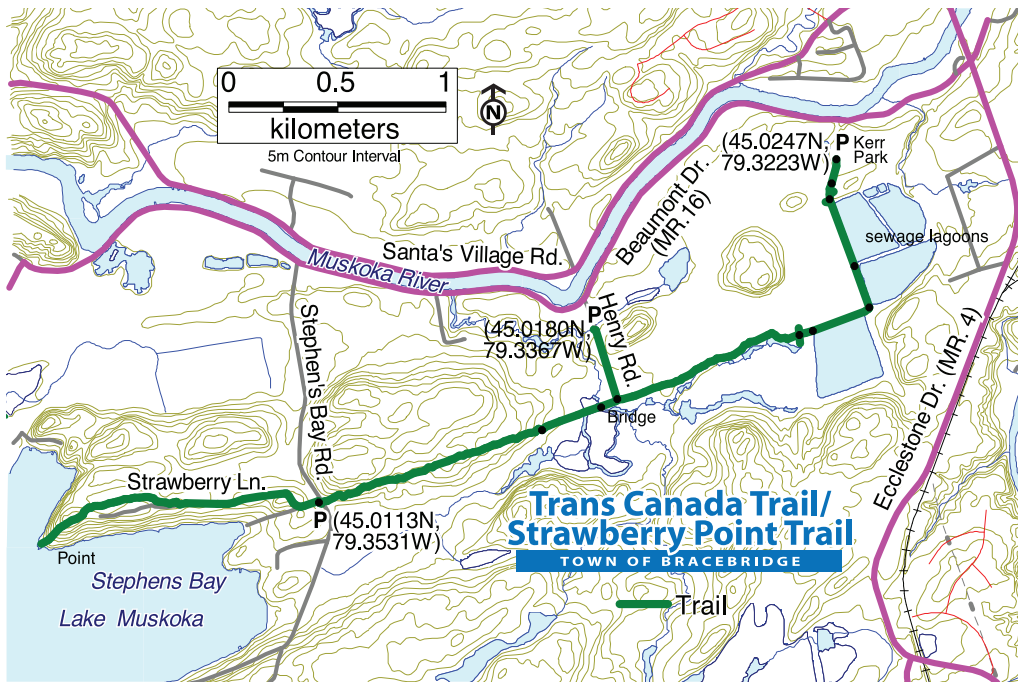 0 0.5 1
kilometers
5m Contour Interval
N
(45.0247N,
79.3223W)
P
Kerr
Park
sewage lagoons
Beaumont Dr.
(MR.16)
Santa's Village Rd.
Muskoka River
Stephen's Bay Rd.
P
(45.0180N,
79.3367W)
Henry Rd.
Bridge
Ecclestone Dr. (MR. 4)
Strawberry Ln.
P
(45.0113N,
79.3531W)
Point
Stephens Bay
Lake Muskoka
Trans Canada Trail/
Strawberry Point Trail
TOWN OF BRACEBRIDGE
Trail